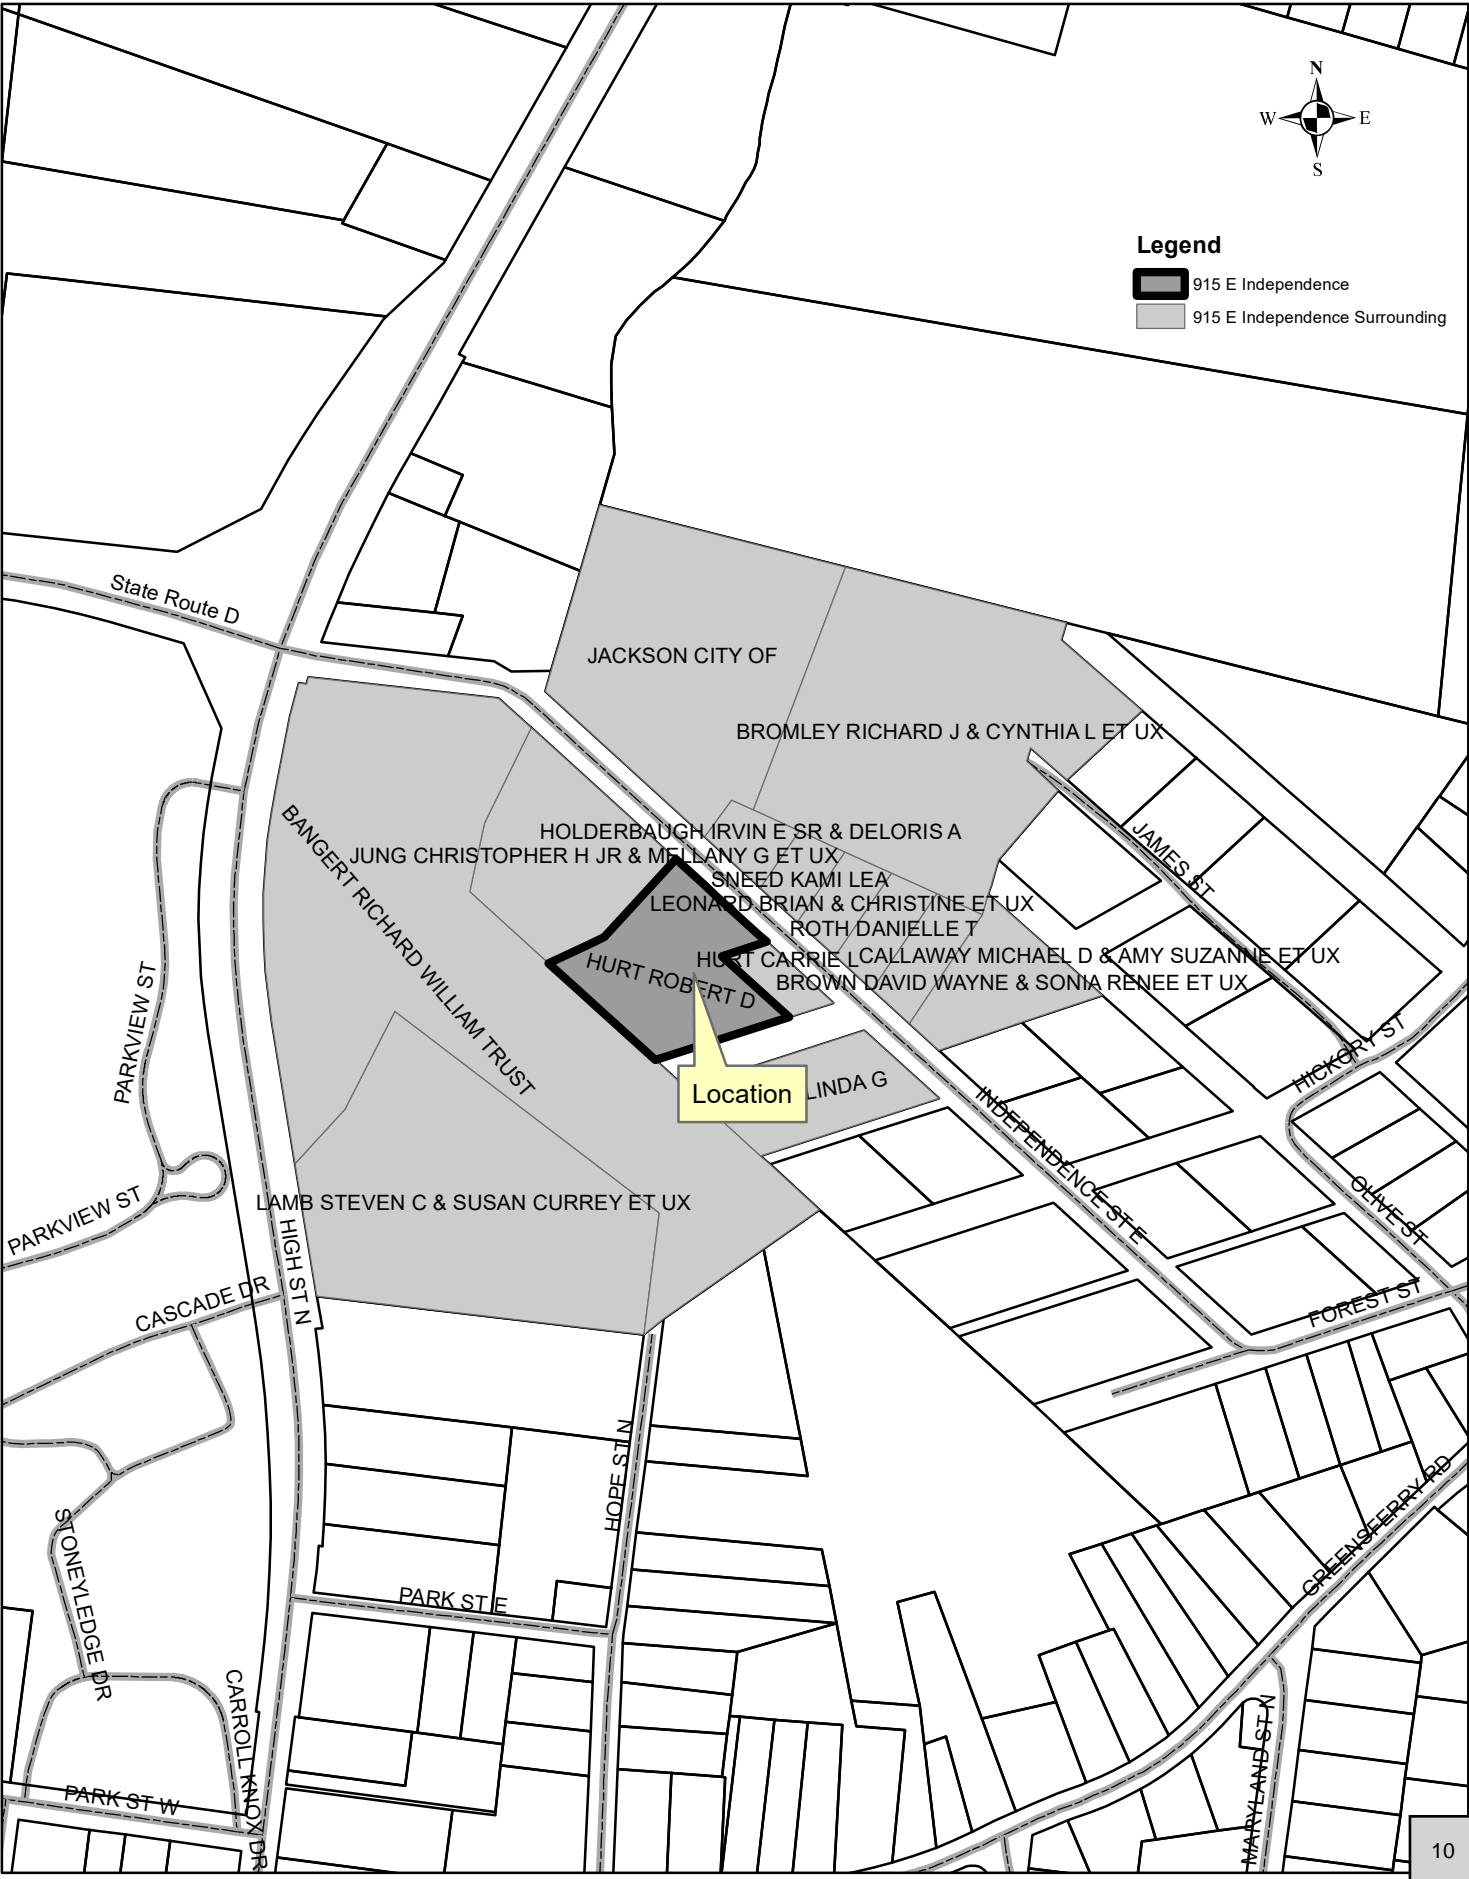 N
W E
S
Legend
915 E Independence
915 E Independence Surrounding
State Route D
JACKSON CITY OF
BROMLEY RICHARD J & CYNTHIA L ET UX
HOLDERBAUGH IRVIN E SR & DELORIS A
JUNG CHRISTOPHER H JR & MELLANY G ET UX
SNEED KAMI LEA
LEONARD BRIAN & CHRISTINE ET UX
ROTH DANIELLE T
HURT CARRIE L
CALLAWAY MICHAEL D & AMY SUZANNE ET UX
BROWN DAVID WAYNE & SONIA RENEE ET UX
HURT ROBERT D
BANGERT RICHARD WILLIAM TRUST
JAMES ST
HICKORY ST
Location
LINDA G
INDEPENDENCE ST E
OLIVE ST
FOREST ST
PARKVIEW ST
PARKVIEW ST
LAMB STEVEN C & SUSAN CURREY ET UX
HIGH ST N
CASCADE DR
HOPE ST N
GREENSFERRY RD
STONEYLEDGE DR
PARK ST E
CARROLL KNOX DR
PARK ST W
MARYLAND ST N
10